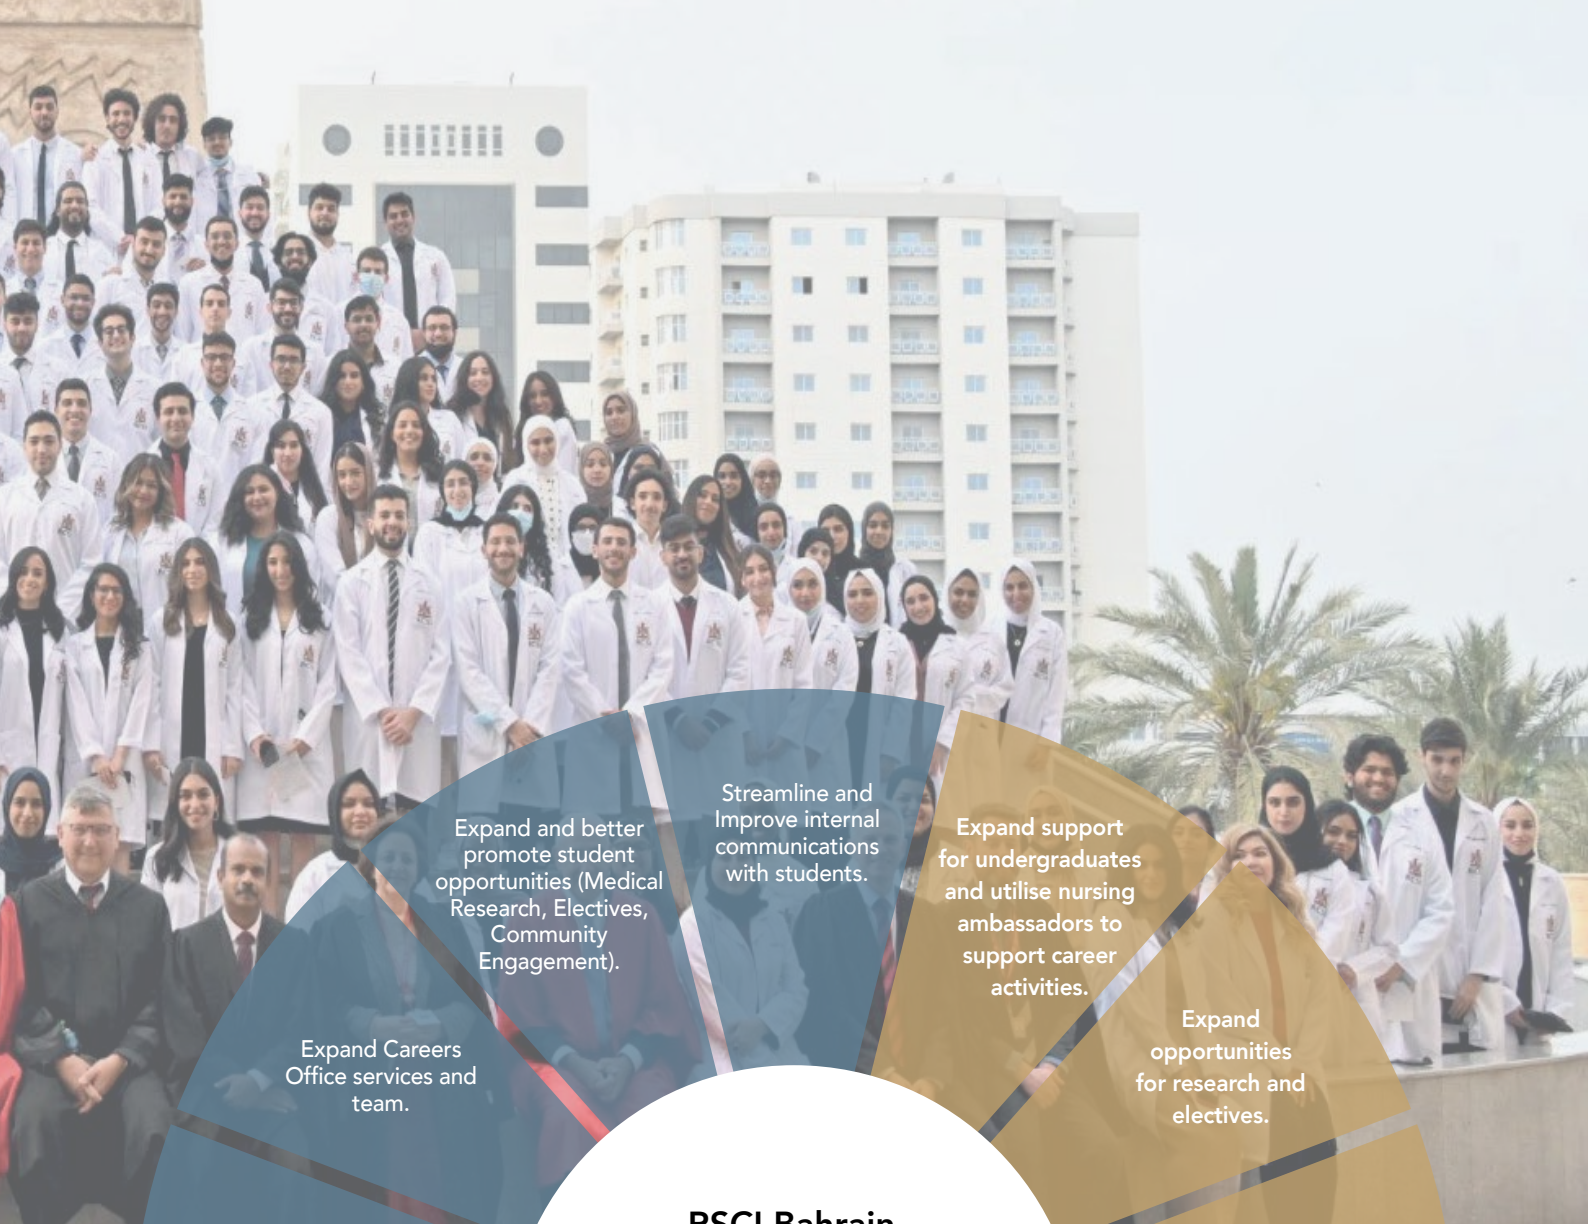 Streamline and
Improve internal
communications
with students.
Expand and better
promote student
opportunities (Medical
Research, Electives,
Community
Engagement).
Expand support
for undergraduates
and utilise nursing
ambassadors to
support career
activities.
Expand Careers
Office services and
team.
Expand
opportunities
for research and
electives.
RSCI Bahrain